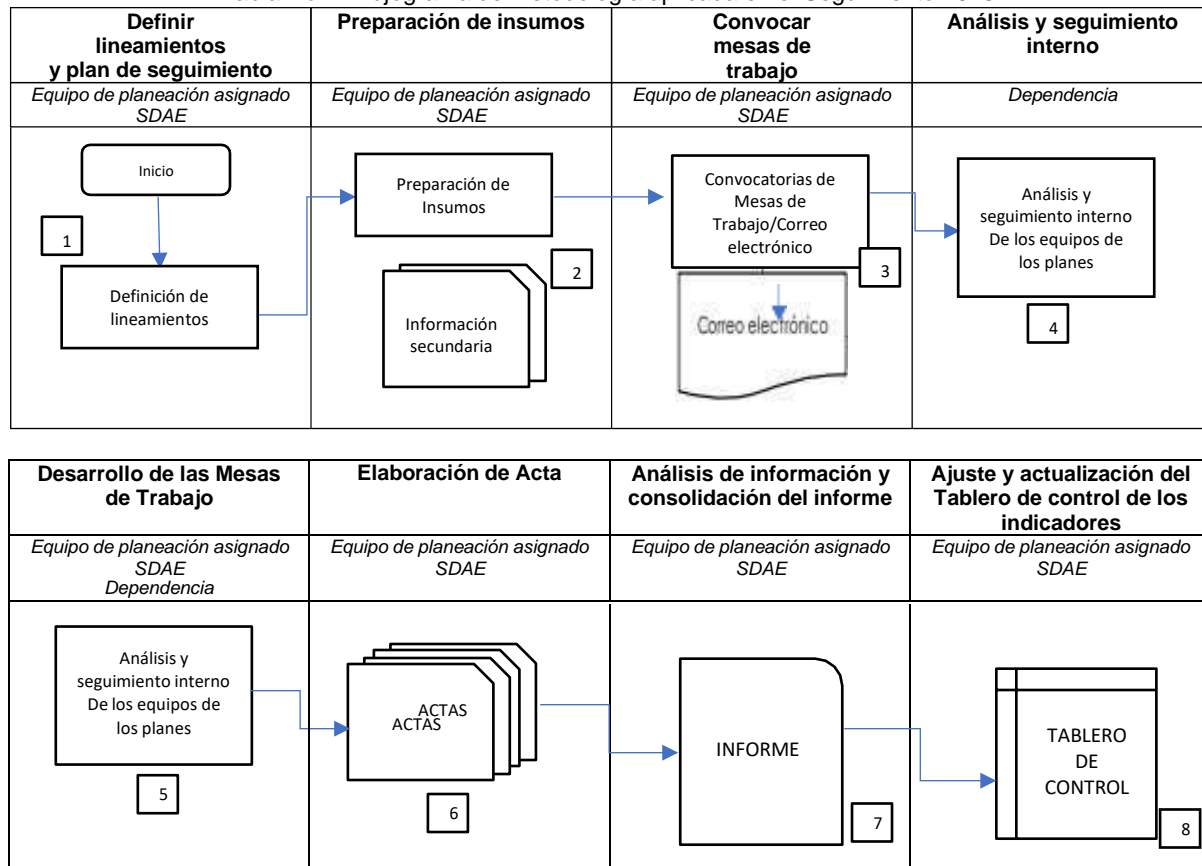 Definir
lineamientos
y plan de seguimiento
Preparación de insumos
Convocar
mesas de
trabajo
Análisis y seguimiento
interno
Equipo de planeación asignado
SDAE
Equipo de planeación asignado
SDAE
Equipo de planeación asignado
SDAE
Dependencia
Inicio
1
Definición de
lineamientos
Preparación de
Insumos
2
Información
secundaria
Convocatorias de
Mesas de
Trabajo/Correo
electrónico
3
Correo electrónico
Análisis y
seguimiento interno
De los equipos de
los planes
4
Desarrollo de las Mesas
de Trabajo
Elaboración de Acta
Análisis de información y
consolidación del informe
Ajuste y actualización del
Tablero de control de los
indicadores
Equipo de planeación asignado
SDAE
Dependencia
Equipo de planeación asignado
SDAE
Equipo de planeación asignado
SDAE
Equipo de planeación asignado
SDAE
Análisis y
seguimiento interno
De los equipos de
los planes
5
ACTAS
ACTAS
6
INFORME
7
TABLERO
DE
CONTROL
8